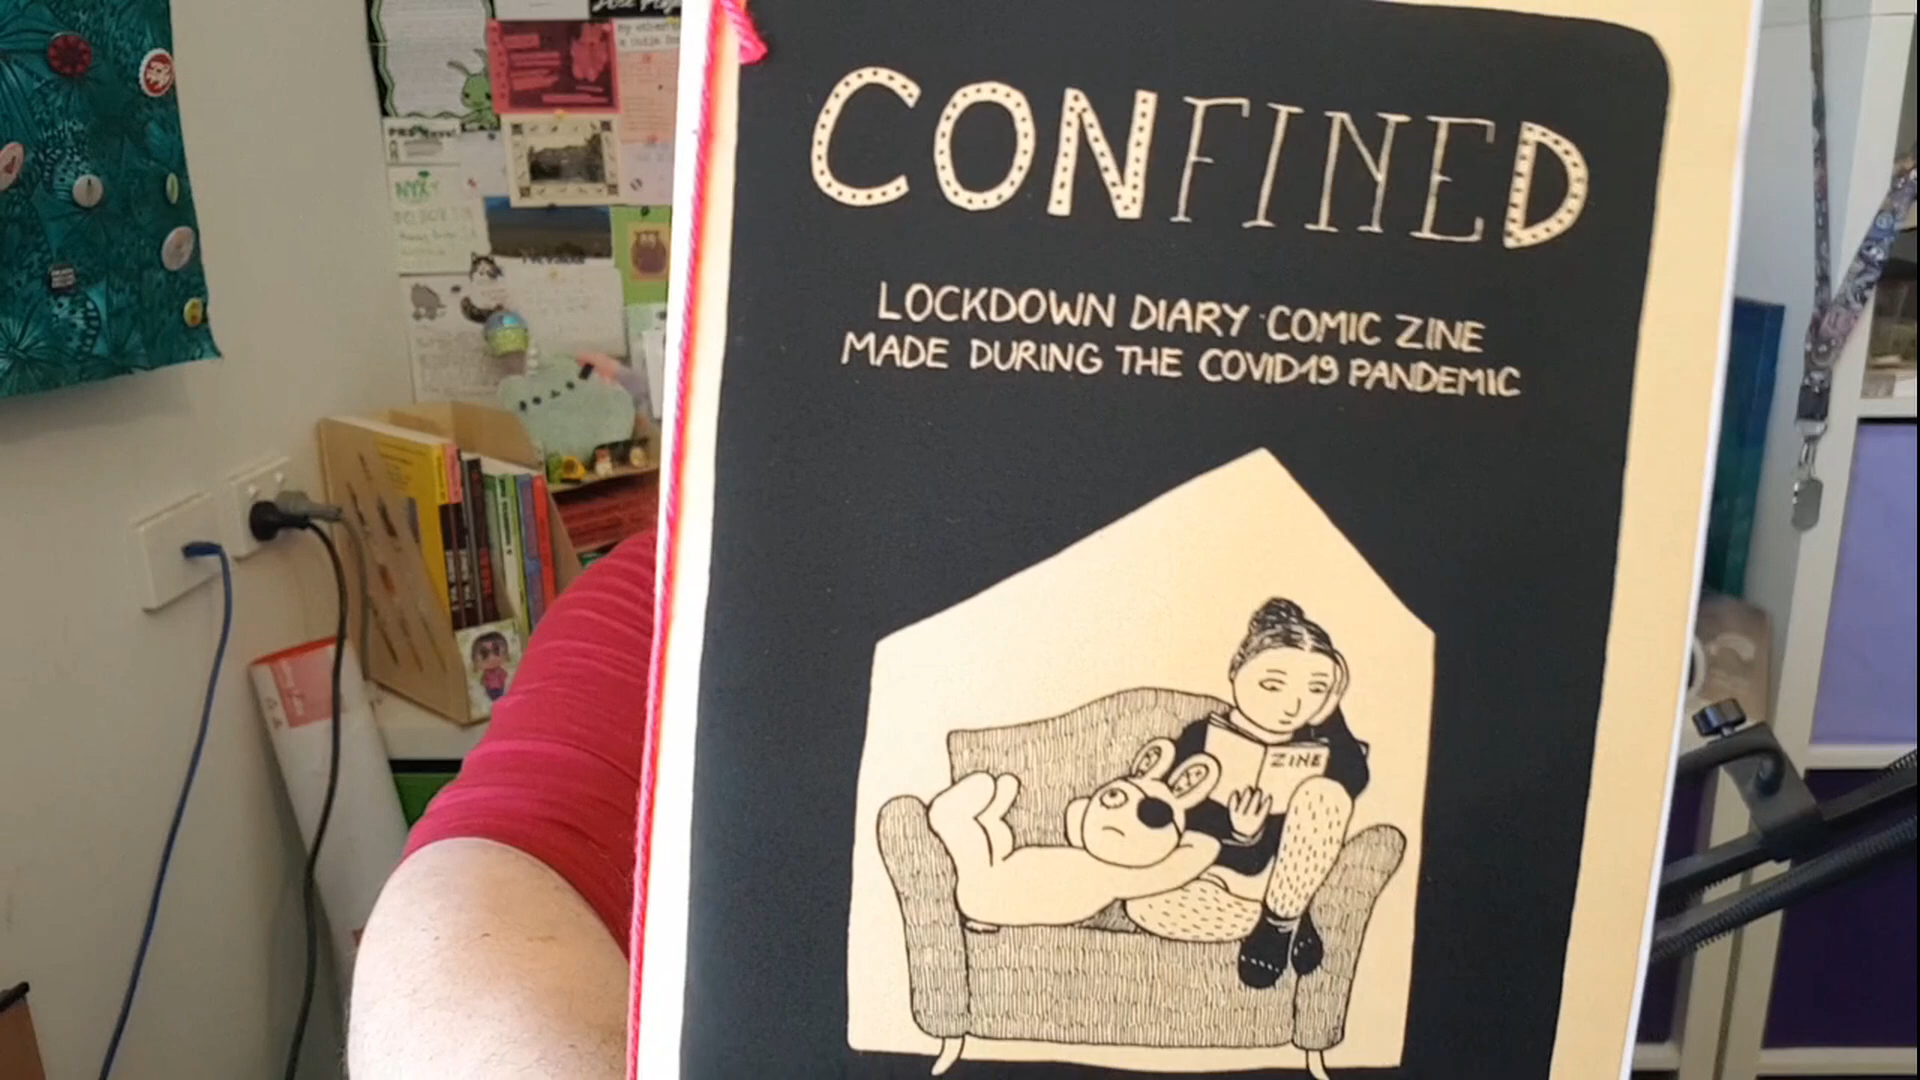 CONFINED
LOCKDOWN DIARY COMIC ZINE
MADE DURING THE COVID19 PANDEMIC
ZINE